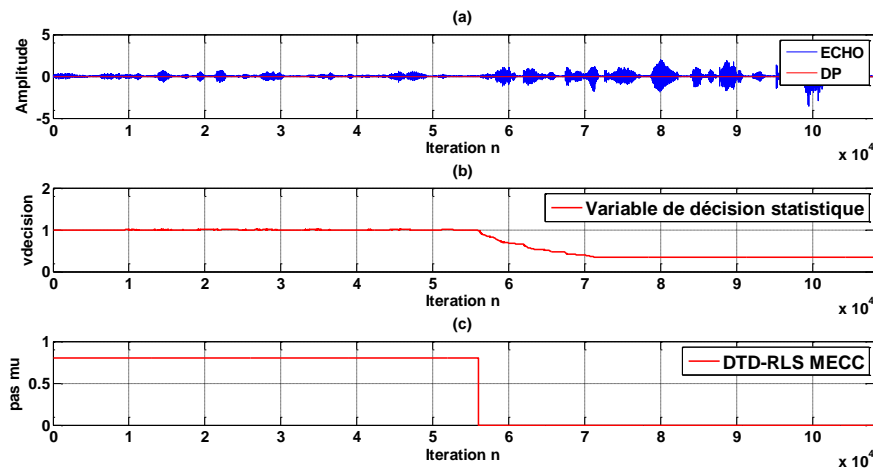 (a)
Amplitude
5
0
-5
ECHO
DP
0 1 2 3 4 5 6 7 8 9 10
Iteration n
x 10^4
(b)
vdecision
2
1
0
Variable de décision statistique
0 1 2 3 4 5 6 7 8 9 10
Iteration n
x 10^4
(c)
pas mu
1
0.5
0
DTD-RLS MECC
0 1 2 3 4 5 6 7 8 9 10
Iteration n
x 10^4